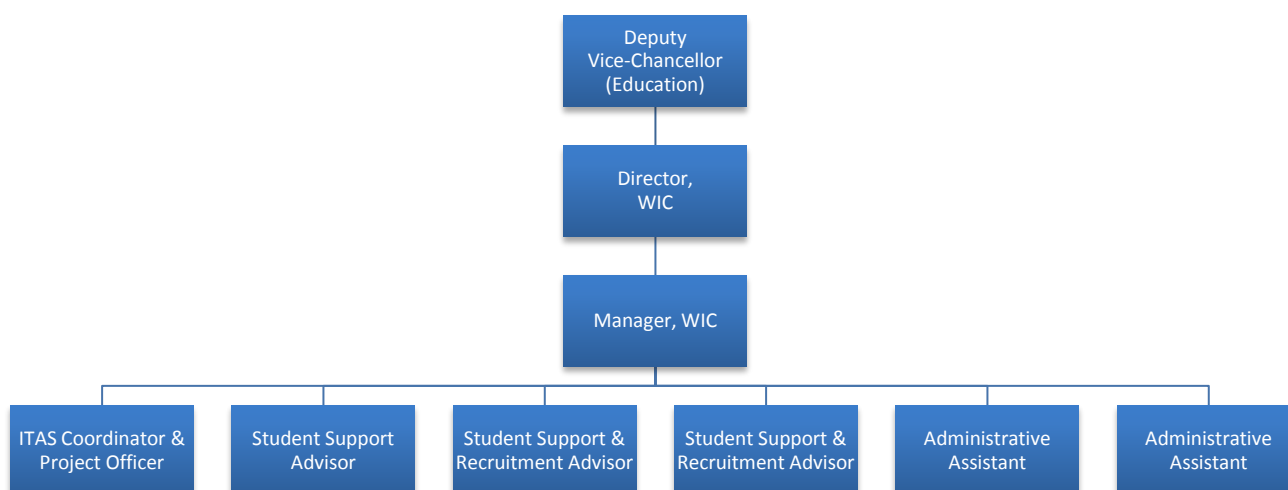 Deputy
Vice-Chancellor
(Education)
Director,
WIC
Manager, WIC
ITAS Coordinator &
Project Officer
Student Support
Advisor
Student Support &
Recruitment Advisor
Student Support &
Recruitment Advisor
Administrative
Assistant
Administrative
Assistant